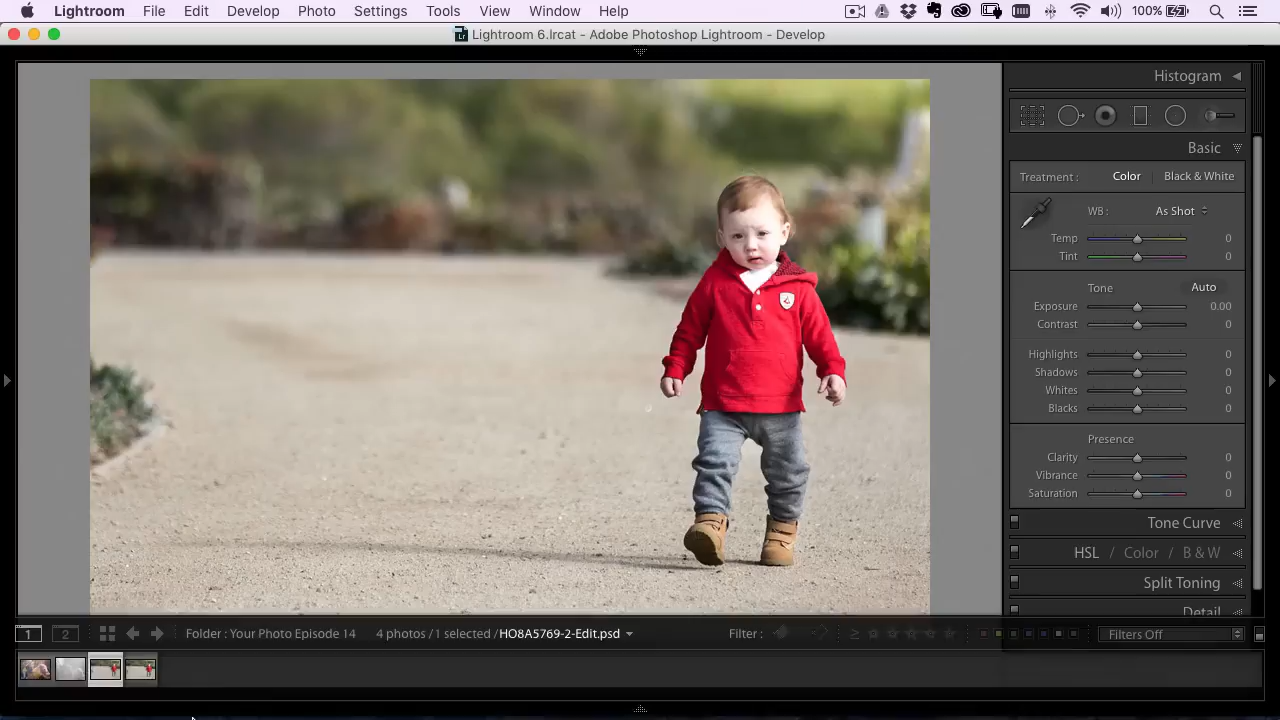 Lightroom File Edit Develop Photo Settings Tools View Window Help 100%
Lightroom 6.lrcat - Adobe Photoshop Lightroom - Develop
Histogram
Basic
Treatment : Color Black & White
WB : As Shot
Temp 0
Tint 0
Tone Auto
Exposure 0.00
Contrast 0
Highlights 0
Shadows 0
Whites 0
Blacks 0
Presence
Clarity 0
Vibrance 0
Saturation 0
Tone Curve
HSL / Color / B & W
Split Toning
Detail
1 2 Folder : Your Photo Episode 14 4 photos / 1 selected / HO8A5769-2-Edit.psd Filter : Filters Off